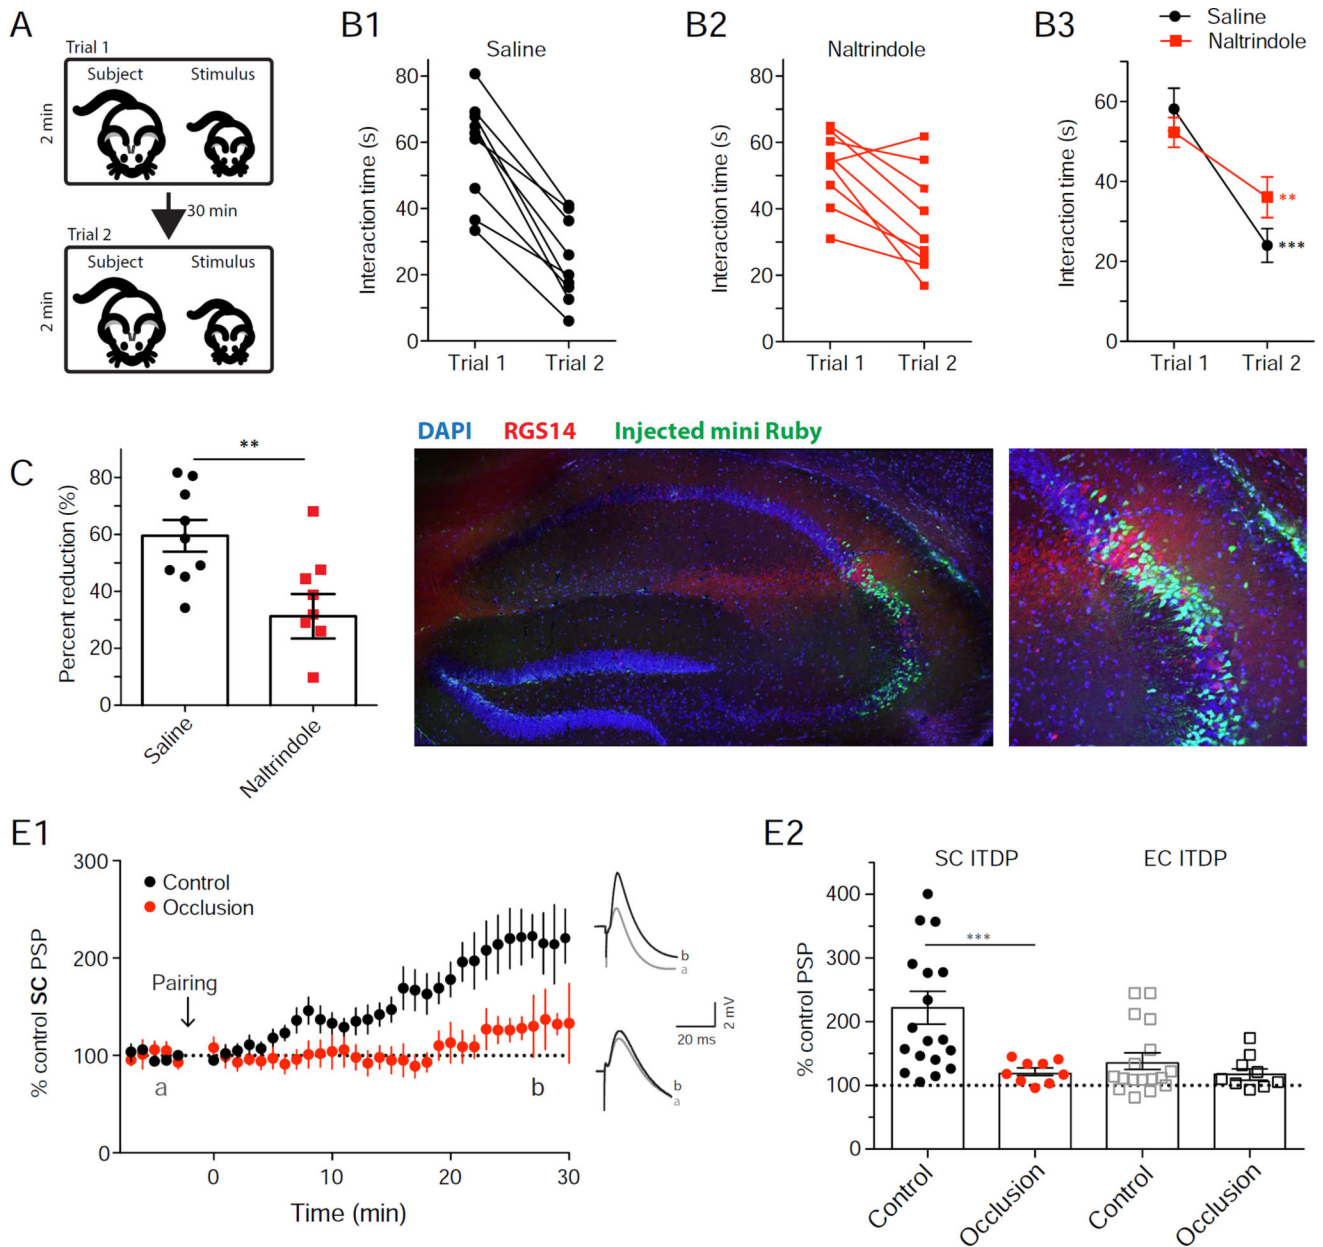 A
Trial 1
Subject Stimulus
2 min
30 min
Trial 2
Subject Stimulus
2 min
B1
Saline
Interaction time (s)
80
60
40
20
0
Trial 1 Trial 2
B2
Naltrindole
Interaction time (s)
80
60
40
20
0
Trial 1 Trial 2
B3
Saline
Naltrindole
Interaction time (s)
60
40
20
0
**
***
Trial 1 Trial 2
C
Percent reduction (%)
80
60
40
20
0
**
Saline
Naltrindole
DAPI RGS14 Injected mini Ruby
E1
% control SC PSP
300
200
100
0
Control
Occlusion
Pairing
a
b
0 10 20 30
Time (min)
b
a
2 mV
20 ms
b
a
E2
SC ITDP EC ITDP
% control PSP
400
300
200
100
0
***
Control
Occlusion
Control
Occlusion